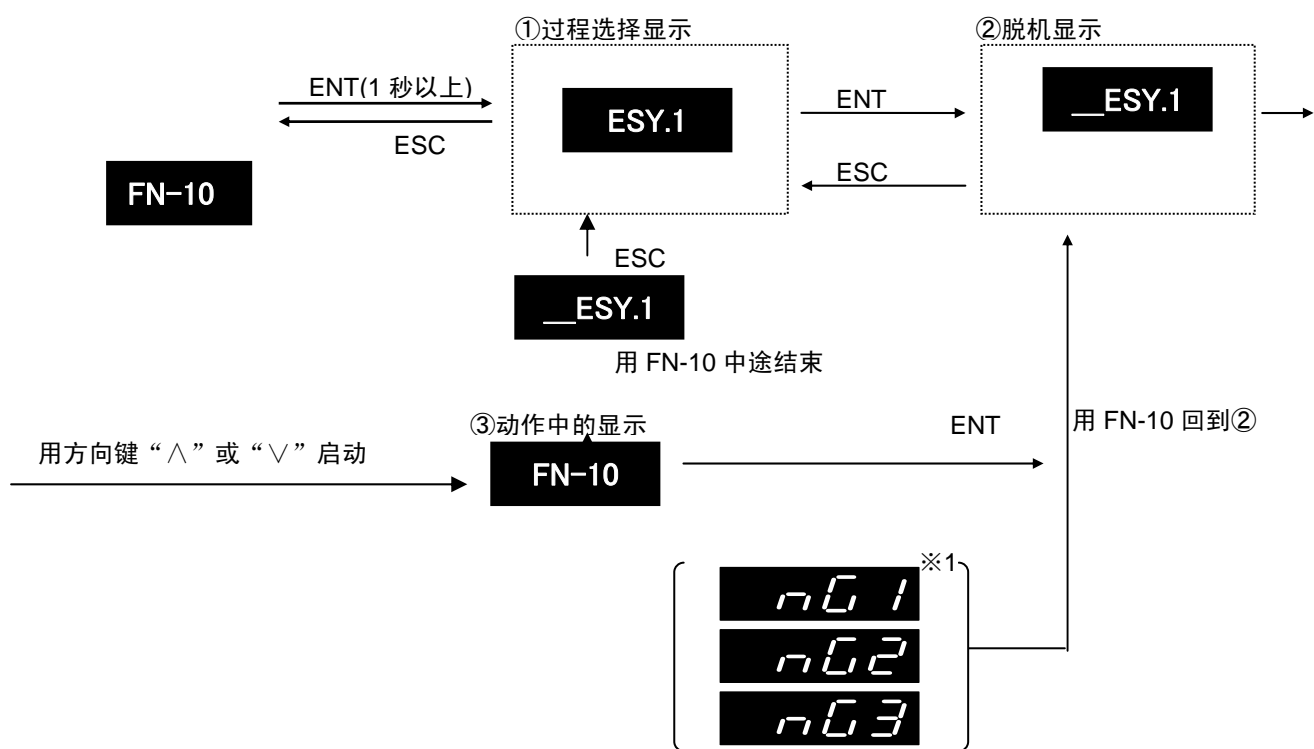 ①过程选择显示
②脱机显示
ENT(1 秒以上)
ESC
FN-10
ESY.1
ENT
ESC
__ESY.1
ESC
__ESY.1
用 FN-10 中途结束
用方向键“∧”或“∨”启动
③动作中的显示
FN-10
ENT
用 FN-10 回到②
※1
nG 1
nG2
nG3